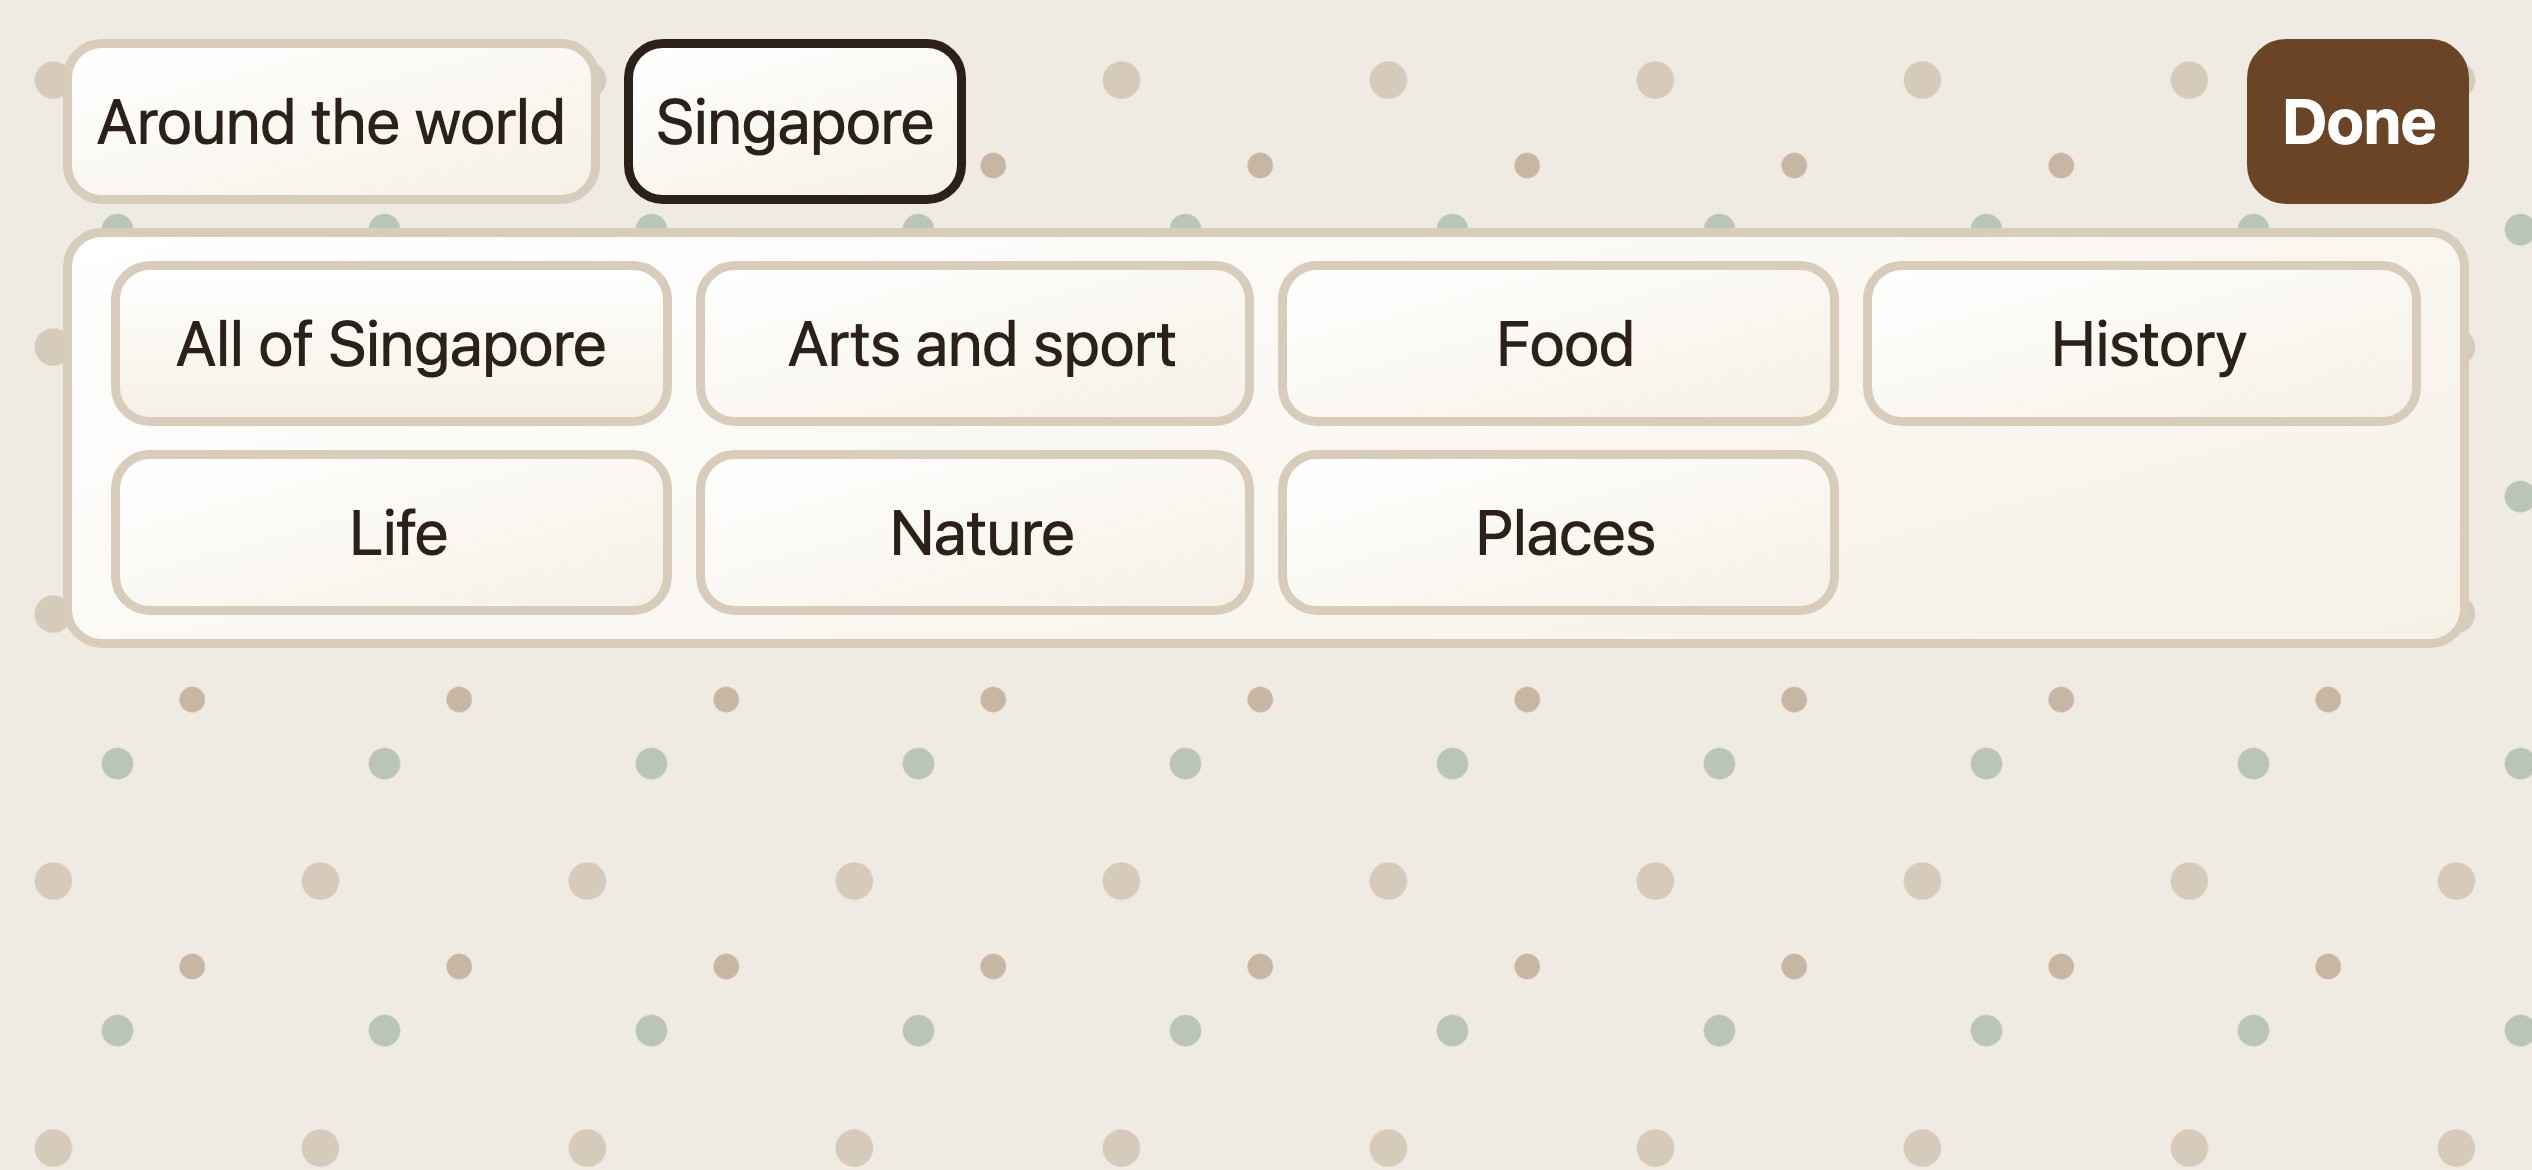 Around the world
Singapore
Done
All of Singapore
Arts and sport
Food
History
Life
Nature
Places